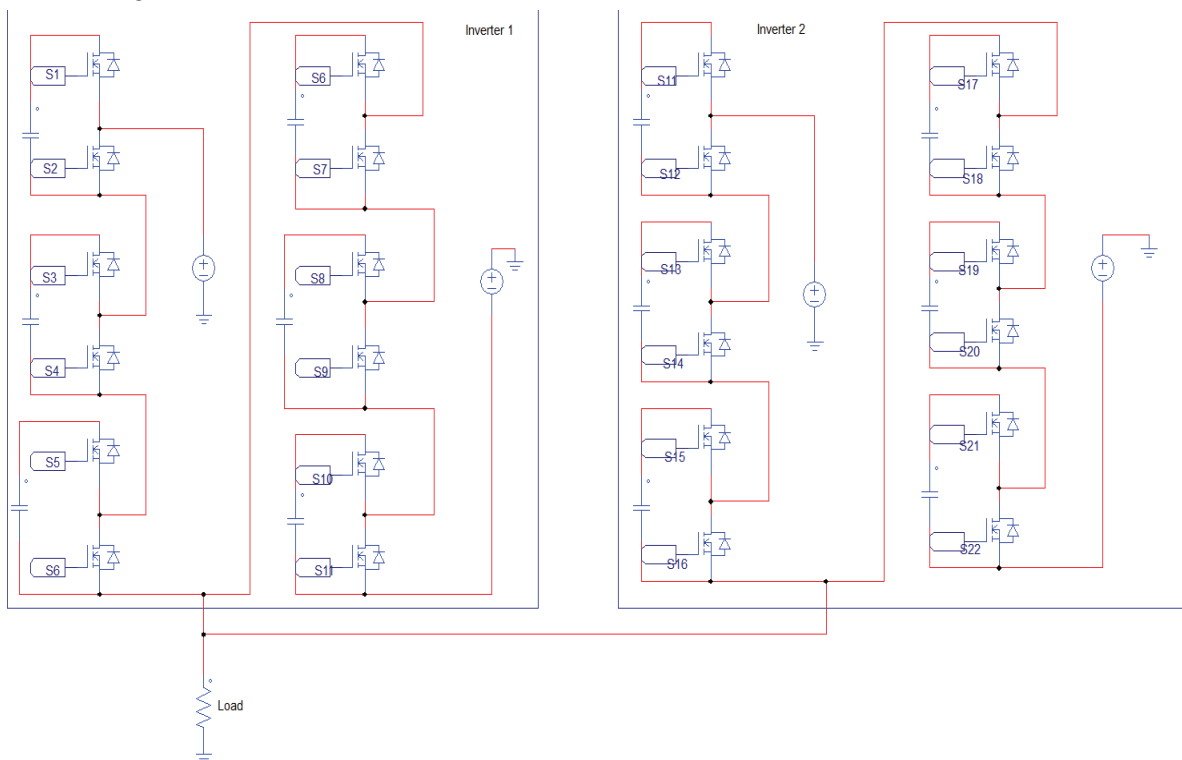 Inverter 1
S1
S2
S3
S4
S5
S6
S6
S7
S8
S9
S10
S11
Inverter 2
S11
S12
S13
S14
S15
S16
S17
S18
S19
S20
S21
S22
Load